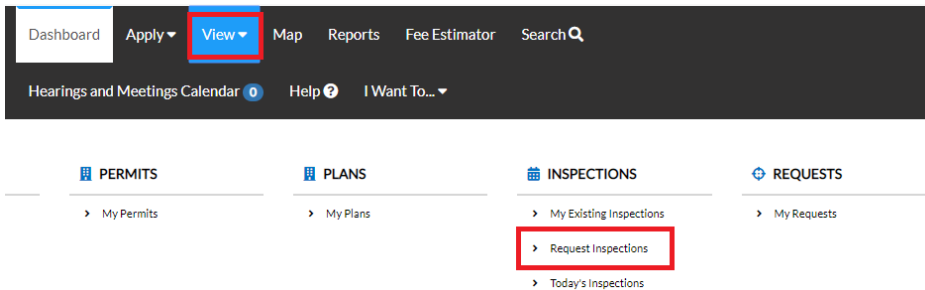 Dashboard Apply View Map Reports Fee Estimator Search
Hearings and Meetings Calendar 0 Help ? I Want To...
PERMITS PLANS INSPECTIONS REQUESTS
My Permits My Plans My Existing Inspections My Requests
Request Inspections
Today's Inspections